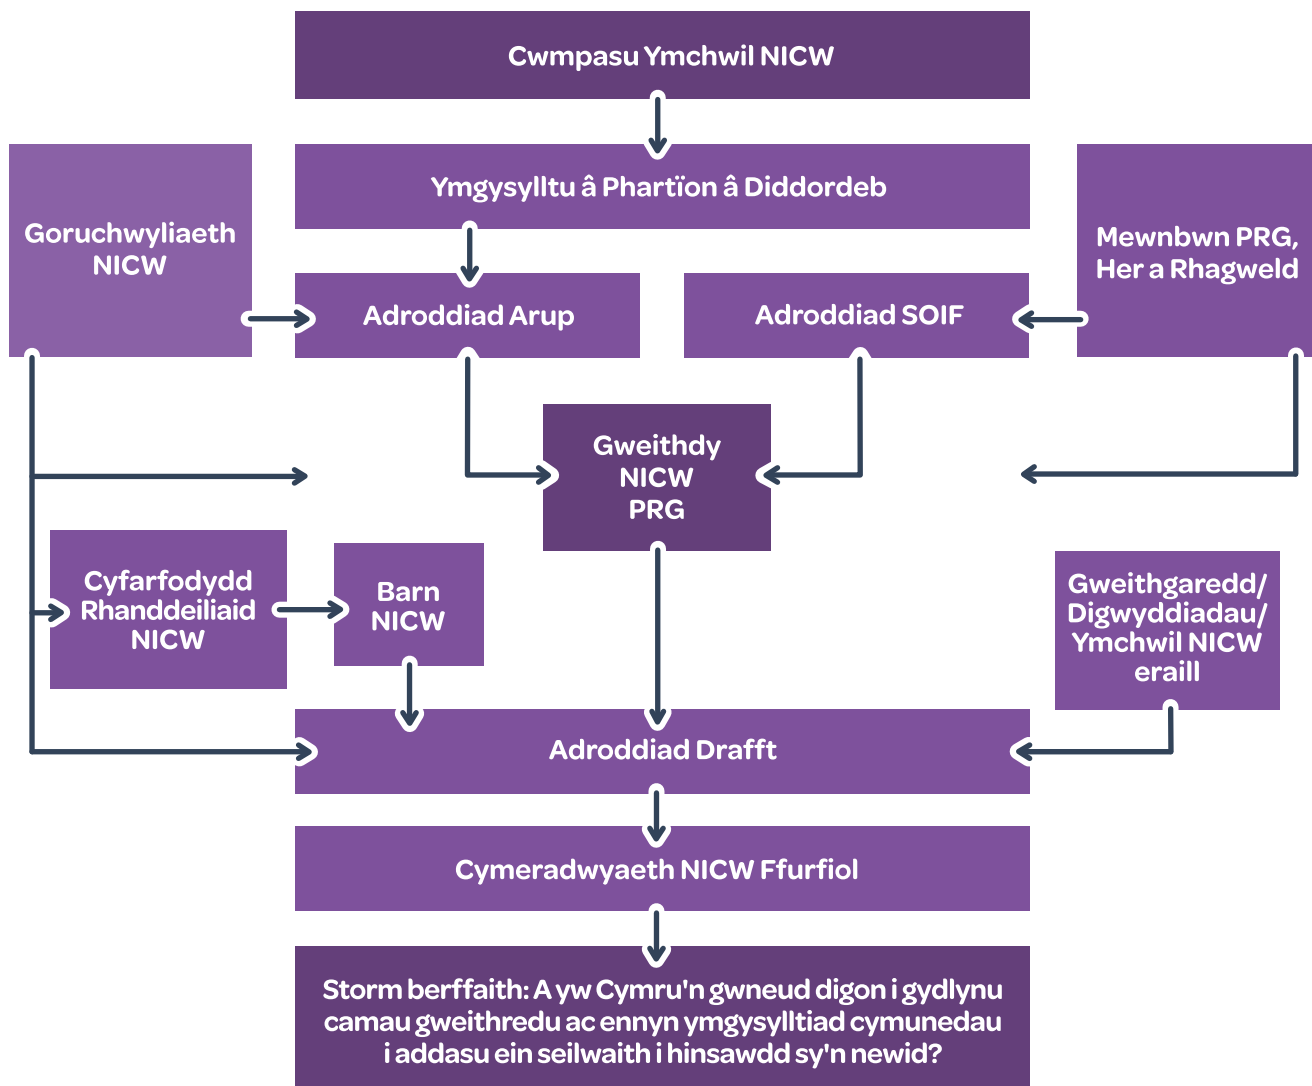 Cwmpasu Ymchwil NICW
Ymgysylltu â Phartïon â Diddordeb
Goruchwyliaeth
NICW
Mewnbwn PRG,
Her a Rhagweld
Adroddiad Arup
Adroddiad SOIF
Gweithdy
NICW
PRG
Cyfarfodydd
Rhanddeiliaid
NICW
Barn
NICW
Gweithgaredd/
Digwyddiadau/
Ymchwil NICW
eraill
Adroddiad Drafft
Cymeradwyaeth NICW Ffurfiol
Storm berffaith: A yw Cymru'n gwneud digon i gydlynu
camau gweithredu ac ennyn ymgysylltiad cymunedau
i addasu ein seilwaith i hinsawdd sy'n newid?